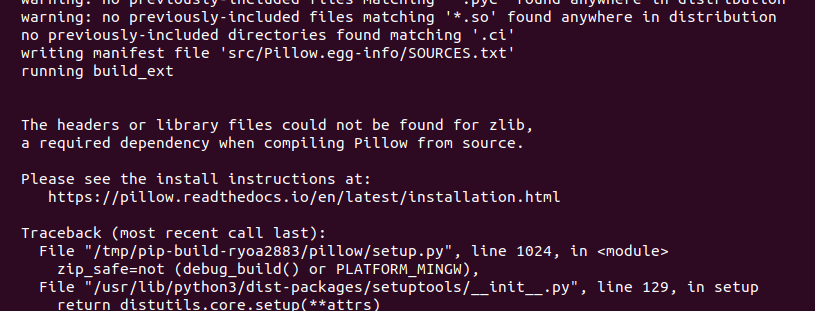 warning: no previously-included files matching '*.pyc' found anywhere in distribution
warning: no previously-included files matching '*.so' found anywhere in distribution
no previously-included directories found matching '.ci'
writing manifest file 'src/Pillow.egg-info/SOURCES.txt'
running build_ext
The headers or library files could not be found for zlib,
a required dependency when compiling Pillow from source.
Please see the install instructions at:
https://pillow.readthedocs.io/en/latest/installation.html
Traceback (most recent call last):
File "/tmp/pip-build-ryoa2883/pillow/setup.py", line 1024, in <module>
zip_safe=not (debug_build() or PLATFORM_MINGW),
File "/usr/lib/python3/dist-packages/setuptools/__init__.py", line 129, in setup
return distutils.core.setup(**attrs)